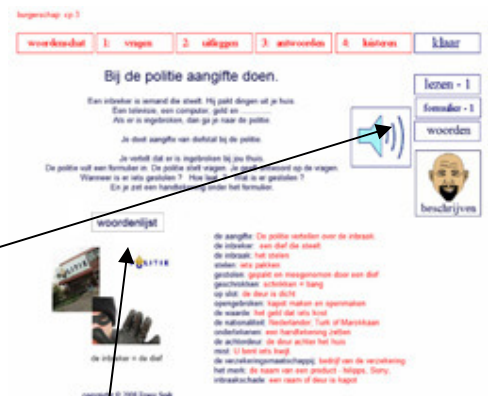 burgerschap cp 3
woordenschat 1: vragen 2: uitleggen 3: antwoorden 4: luisteren klaar
Bij de politie aangifte doen.
lezen - 1
formulier - 1
woorden
beschrijven
Een inbreker is iemand die steelt. Hij pakt dingen uit je huis.
Een televisie, een computer, geld en
Als er is ingebroken, dan ga je naar de politie.
Je doet aangifte van diefstal bij de politie.
Je vertelt dat er is ingebroken bij jou thuis.
De politie vult een formulier in. De politie stelt vragen. Je geeft antwoord op de vragen.
Wanneer is er iets gestolen ? Hoe laat ? Wat is er gestolen ?
En je zet een handtekening onder het formulier.
woordenlijst
POLITIE
de inbreker = de dief
de aangifte: De politie vertellen over de inbraak.
de inbreker: een dief die steelt
de inbraak: het stelen
stelen: iets pakken
gestolen: gepakt en meegenomen door een dief
geschrokken: schrikken = bang
op slot: de deur is dicht
opengebroken: kapot maken en openmaken
de waarde: het geld dat iets kost
de nationaliteit: Nederlander, Turk of Marokkaan
ondertekenen: een handtekening zetten
de achterdeur: de deur achter het huis
mist: U bent iets kwijt
de verzekeringsmaatschappij: bedrijf van de verzekering
het merk: de naam van een product - Sony,
inbraakschade: een raam of deur is kapot
copyright © 2006